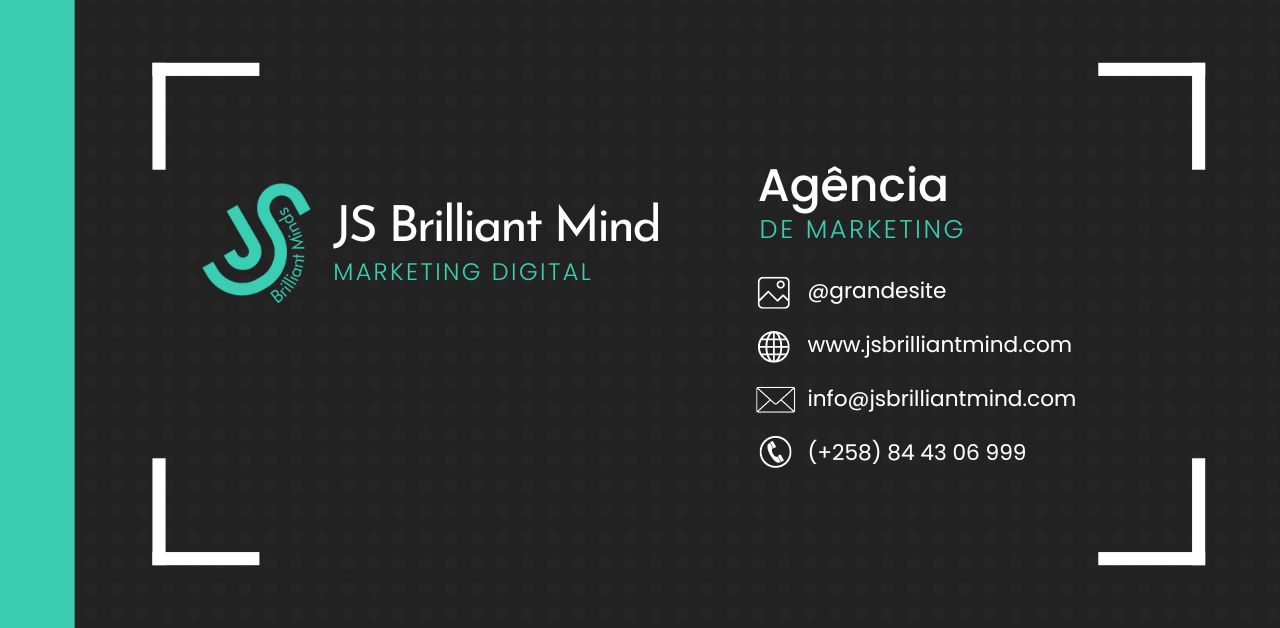 JS
Brilliant Minds
JS Brilliant Mind
MARKETING DIGITAL
Agência
DE MARKETING
@grandesite
www.jsbrilliantmind.com
info@jsbrilliantmind.com
(+258) 84 43 06 999